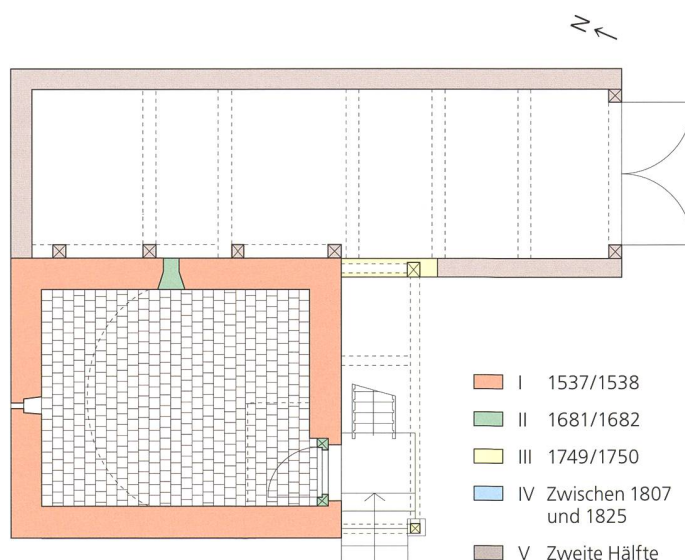 N
I 1537/1538
II 1681/1682
III 1749/1750
IV Zwischen 1807
und 1825
V Zweite Hälfte